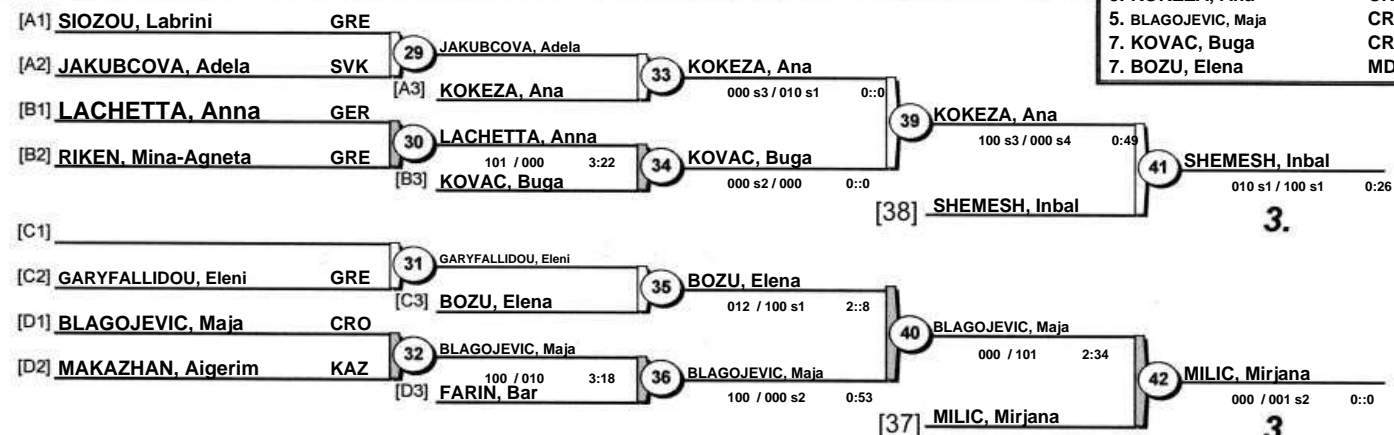 5. BLAGOJEVIC, Maja CR
7. KOVAC, Buga CR
7. BOZU, Elena MD
[A1] SIOZOU, Labrini GRE
29 JAKUBCOVA, Adela
[A2] JAKUBCOVA, Adela SVK
33 KOKEZA, Ana
[A3] KOKEZA, Ana
000 s3 / 010 s1 0::0
[B1] LACHETTA, Anna GER
39 KOKEZA, Ana
100 s3 / 000 s4 0:49
30 LACHETTA, Anna
[B2] RIKEN, Mina-Agneta GRE
101 / 000 3:22
34 KOVAC, Buga
41 SHEMESH, Inbal
[B3] KOVAC, Buga
000 s2 / 000 0::0
010 s1 / 100 s1 0:26
[38] SHEMESH, Inbal
3.
[C1]
31 GARYFALLIDOU, Eleni
[C2] GARYFALLIDOU, Eleni GRE
35 BOZU, Elena
[C3] BOZU, Elena
012 / 100 s1 2::8
[D1] BLAGOJEVIC, Maja CRO
40 BLAGOJEVIC, Maja
32 BLAGOJEVIC, Maja
000 / 101 2:34
[D2] MAKAZHAN, Aigerim KAZ
100 / 010 3:18
36 BLAGOJEVIC, Maja
42 MILIC, Mirjana
[D3] FARIN, Bar
100 / 000 s2 0:53
000 / 001 s2 0::0
[37] MILIC, Mirjana
3